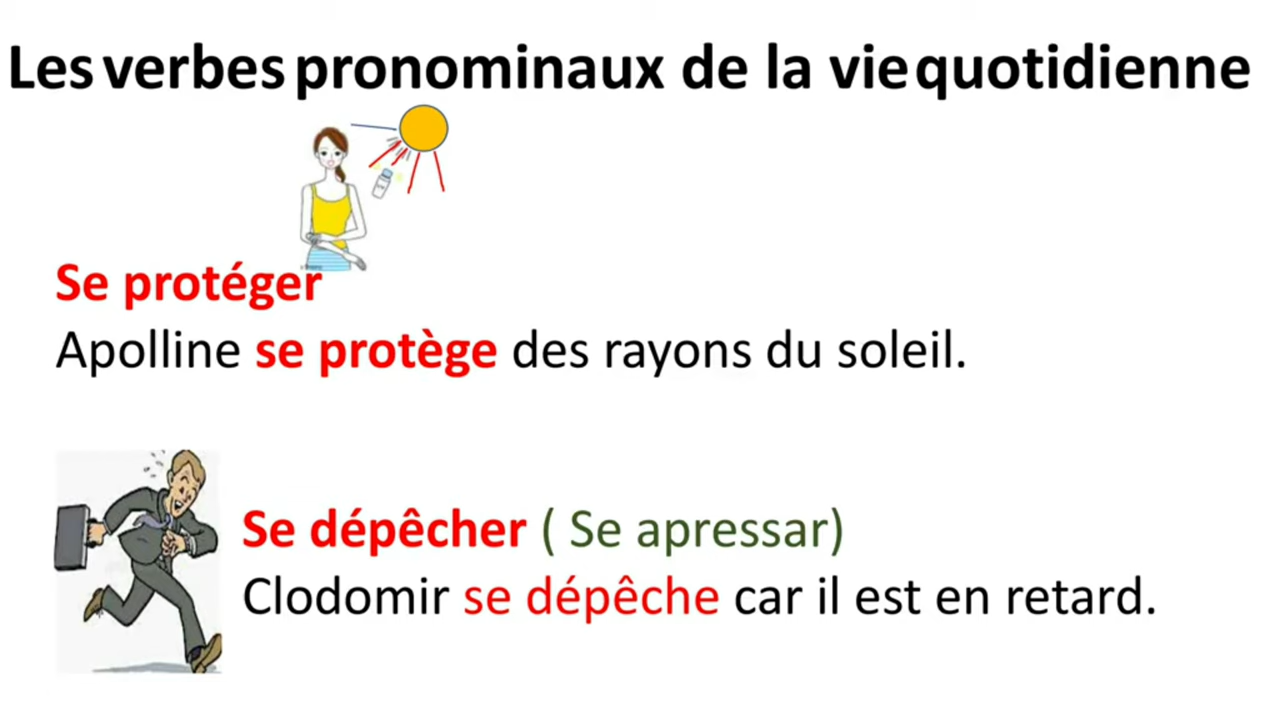 Les verbes pronominaux de la vie quotidienne
Se protéger
Apolline se protège des rayons du soleil.
Se dépêcher ( Se apressar)
Clodomir se dépêche car il est en retard.